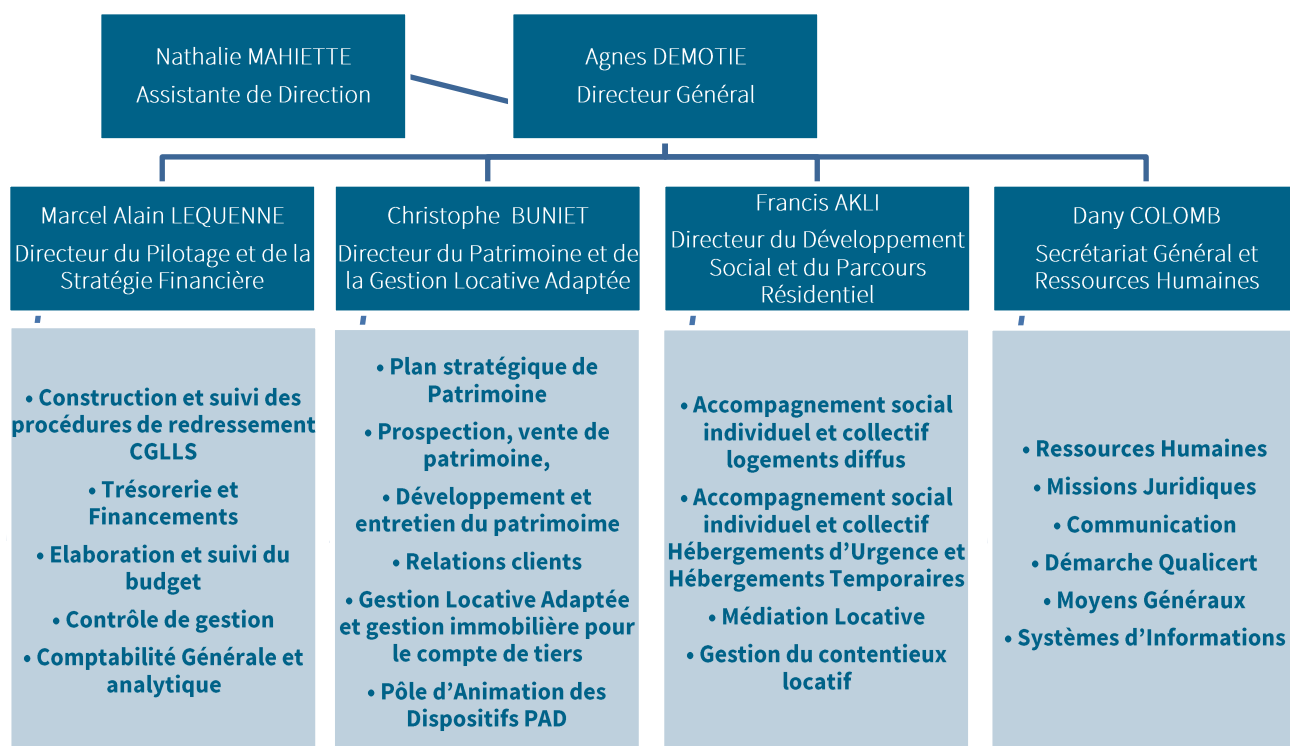 Nathalie MAHIETTE
Assistante de Direction
Agnes DEMOTIE
Directeur Général
Marcel Alain LEQUENNE
Directeur du Pilotage et de la
Stratégie Financière
Christophe BUNIET
Directeur du Patrimoine et de
la Gestion Locative Adaptée
Francis AKLI
Directeur du Développement
Social et du Parcours
Résidentiel
Dany COLOMB
Secrétariat Général et
Ressources Humaines
• Construction et suivi des
procédures de redressement
CGLLS
• Trésorerie et
Financements
• Elaboration et suivi du
budget
• Contrôle de gestion
• Comptabilité Générale et
analytique
• Plan stratégique de
Patrimoine
• Prospection, vente de
patrimoine,
• Développement et
entretien du patrimoime
• Relations clients
• Gestion Locative Adaptée
et gestion immobilière pour
le compte de tiers
• Pôle d’Animation des
Dispositifs PAD
• Accompagnement social
individuel et collectif
logements diffus
• Accompagnement social
individuel et collectif
Hébergements d’Urgence et
Hébergements Temporaires
• Médiation Locative
• Gestion du contentieux
locatif
• Ressources Humaines
• Missions Juridiques
• Communication
• Démarche Qualicert
• Moyens Généraux
• Systèmes d’Informations